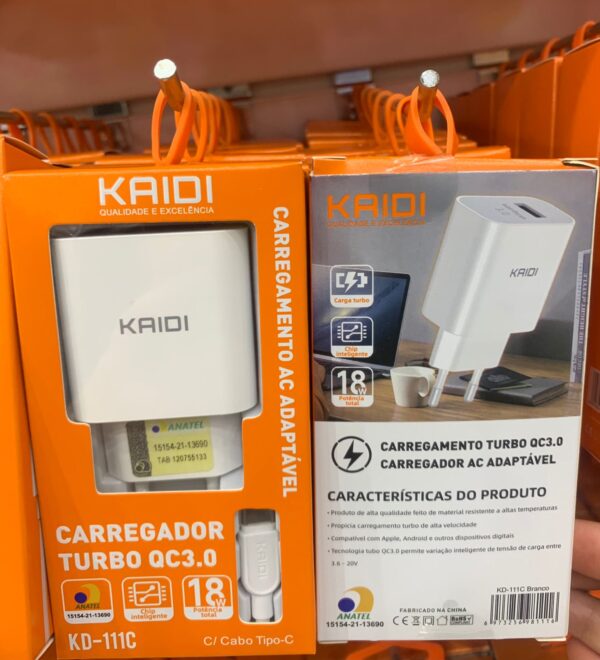 KAIDI
QUALIDADE E EXCELÊNCIA
CARREGAMENTO AC ADAPTÁVEL
KAIDI
ANATEL
15154-21-13690
TAB 120755133
CARREGADOR
TURBO QC3.0
KAIDI
ANATEL
15154-21-13690
Chip
inteligente
18W
Potência
total
KD-111C
C/ Cabo Tipo-C
KAIDI
QUALIDADE E EXCELÊNCIA
KAIDI
Carga turbo
Chip
inteligente
18W
Potência
total
CARREGAMENTO TURBO QC3.0
CARREGADOR AC ADAPTÁVEL
CARACTERÍSTICAS DO PRODUTO
• Produto de alta qualidade feito de material resistente a altas temperaturas
• Propicia carregamento turbo de alta velocidade
• Compatível com Apple, Android e outros dispositivos digitais
• Tecnologia tubo QC3.0 permite variação inteligente de tensão de carga entre
3.6 - 20V
ANATEL
15154-21-13690
FABRICADO NA CHINA
CE
RoHS
KD-111C Branco